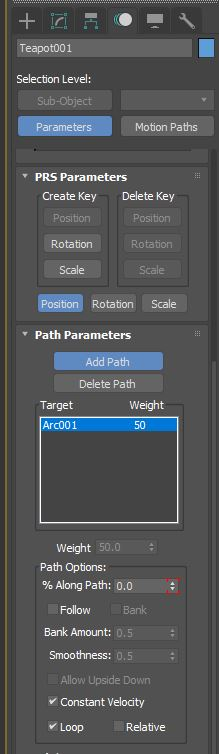 Teapot001
Selection Level:
Sub-Object
Parameters Motion Paths
PRS Parameters
Create Key Delete Key
Position Position
Rotation Rotation
Scale Scale
Position Rotation Scale
Path Parameters
Add Path
Delete Path
Target Weight
Arc001 50
Weight 50.0
Path Options:
% Along Path: 0.0
Follow Bank
Bank Amount: 0.5
Smoothness: 0.5
Allow Upside Down
Constant Velocity
Loop Relative